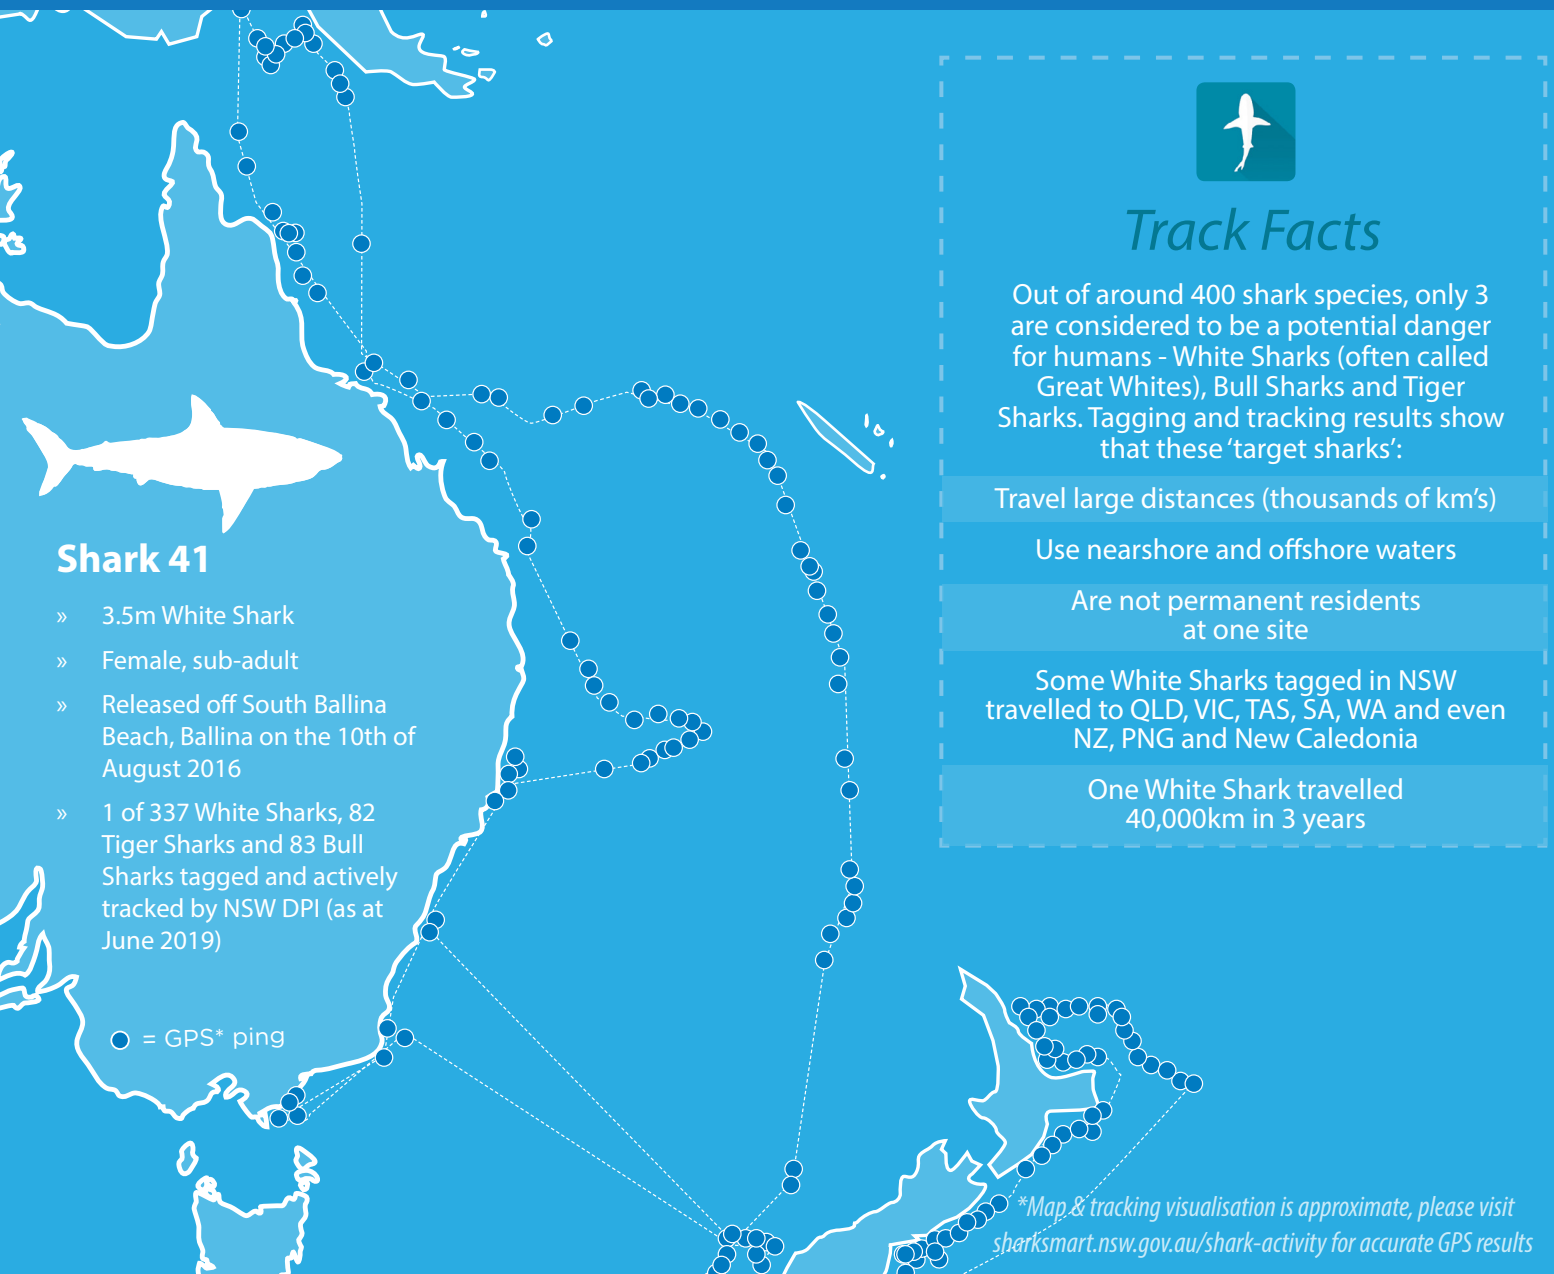 Track Facts
Out of around 400 shark species, only 3
are considered to be a potential danger
for humans - White Sharks (often called
Great Whites), Bull Sharks and Tiger
Sharks. Tagging and tracking results show
that these ‘target sharks’:
Travel large distances (thousands of km’s)
Use nearshore and offshore waters
Are not permanent residents
at one site
Some White Sharks tagged in NSW
travelled to QLD, VIC, TAS, SA, WA and even
NZ, PNG and New Caledonia
One White Shark travelled
40,000km in 3 years
Shark 41
» 3.5m White Shark
» Female, sub-adult
» Released off South Ballina
Beach, Ballina on the 10th of
August 2016
» 1 of 337 White Sharks, 82
Tiger Sharks and 83 Bull
Sharks tagged and actively
tracked by NSW DPI (as at
June 2019)
= GPS* ping
*Map & tracking visualisation is approximate, please visit
sharksmart.nsw.gov.au/shark-activity for accurate GPS results